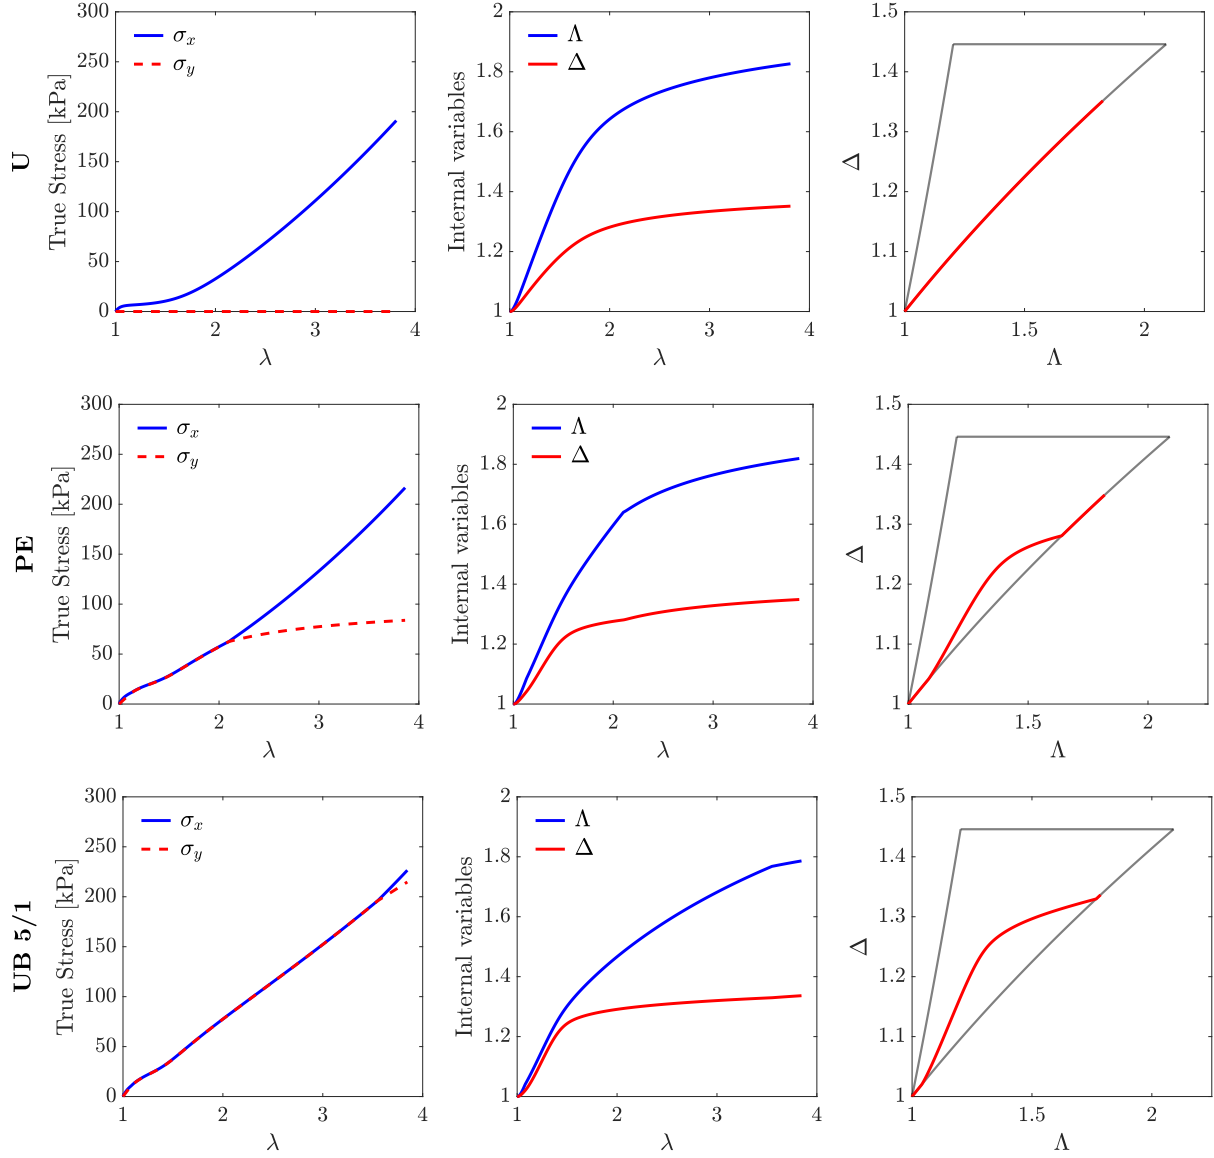 U
True Stress [kPa]
300
250
200
150
100
50
0
σx
σy
1 2 3 4
λ
Internal variables
2
1.8
1.6
1.4
1.2
1
Λ
Δ
1 2 3 4
λ
Δ
1.5
1.4
1.3
1.2
1.1
1
1 1.5 2
Λ
PE
True Stress [kPa]
300
250
200
150
100
50
0
σx
σy
1 2 3 4
λ
Internal variables
2
1.8
1.6
1.4
1.2
1
Λ
Δ
1 2 3 4
λ
Δ
1.5
1.4
1.3
1.2
1.1
1
1 1.5 2
Λ
UB 5/1
True Stress [kPa]
300
250
200
150
100
50
0
σx
σy
1 2 3 4
λ
Internal variables
2
1.8
1.6
1.4
1.2
1
Λ
Δ
1 2 3 4
λ
Δ
1.5
1.4
1.3
1.2
1.1
1
1 1.5 2
Λ